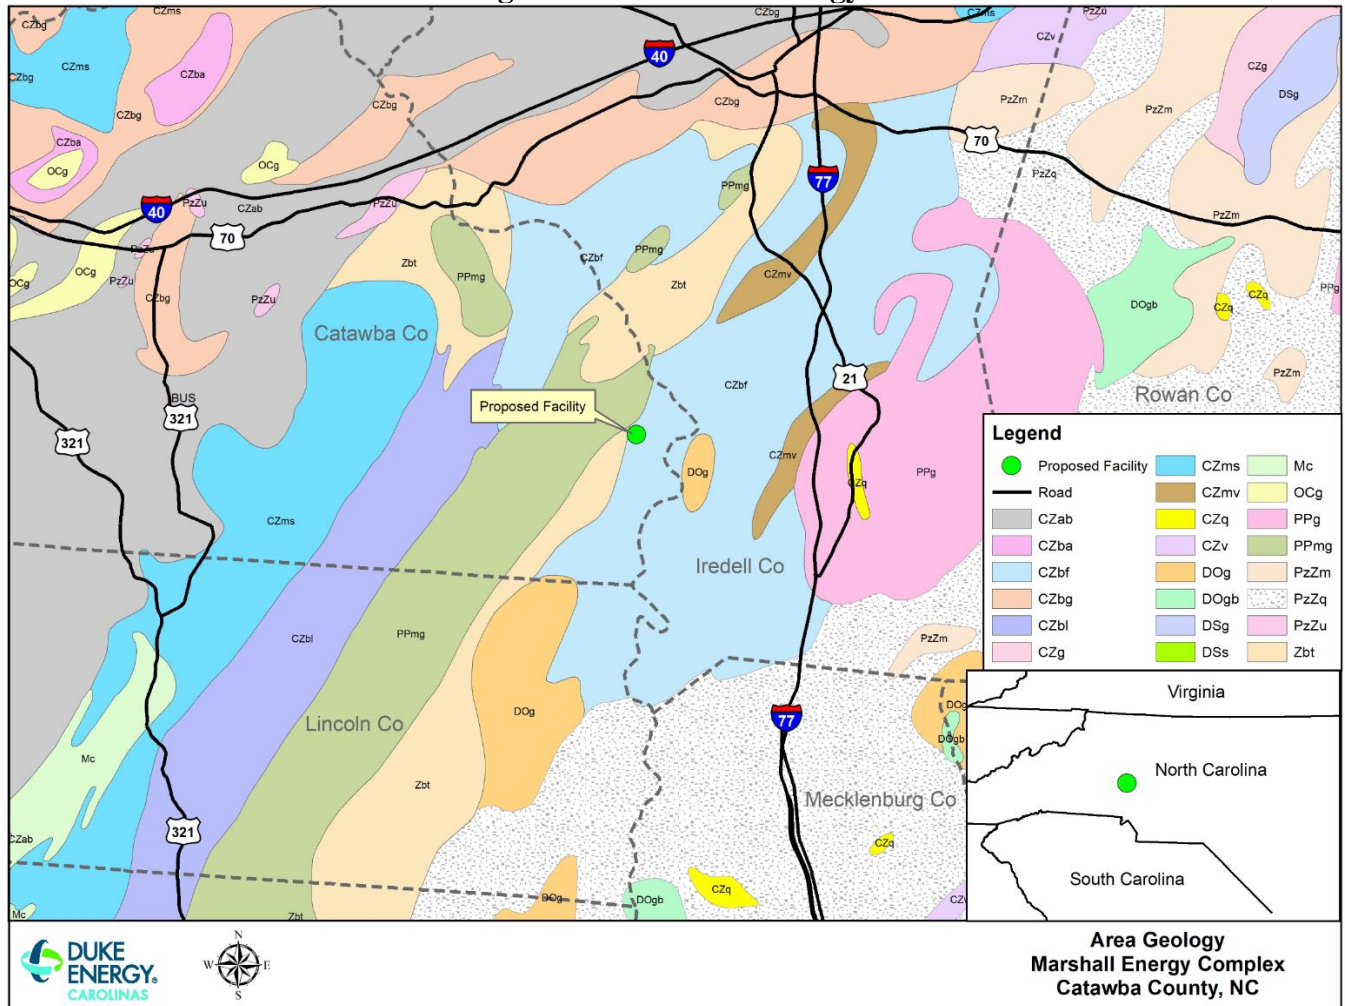 CZbg
CZms
CZbg
CZms
PzZu
CZbg
CZms
CZba
CZbg
CZbg
40
CZv
CZg
DSg
CZbg
CZbg
PzZm
PzZm
CZba
OCg
OCg
70
PzZq
77
PPmg
40
PzZu
CZab
PzZu
PzZm
70
PzZu
OCg
OCg
PzZu
CZbg
PzZu
Zbt
PPmg
CZbf
PPmg
Zbt
CZmv
DOgb
CZq
CZq
PPg
Catawba Co
CZbf
21
PzZm
Rowan Co
BUS
321
321
Proposed Facility
CZmv
DOg
CZq
PPg
CZms
Iredell Co
CZbl
PPmg
PzZm
Lincoln Co
DOg
77
DOg
DOgb
Mc
Zbt
Mecklenburg Co
321
CZab
CZq
CZq
DOg
DOgb
Mc
Zbt
Legend
Proposed Facility
Road
CZab
CZba
CZbf
CZbg
CZbl
CZg
CZms
CZmv
CZq
CZv
DOg
DOgb
DSg
DSs
Mc
OCg
PPg
PPmg
PzZm
PzZq
PzZu
Zbt
Virginia
North Carolina
South Carolina
DUKE
ENERGY®
CAROLINAS
N
W E
S
Area Geology
Marshall Energy Complex
Catawba County, NC